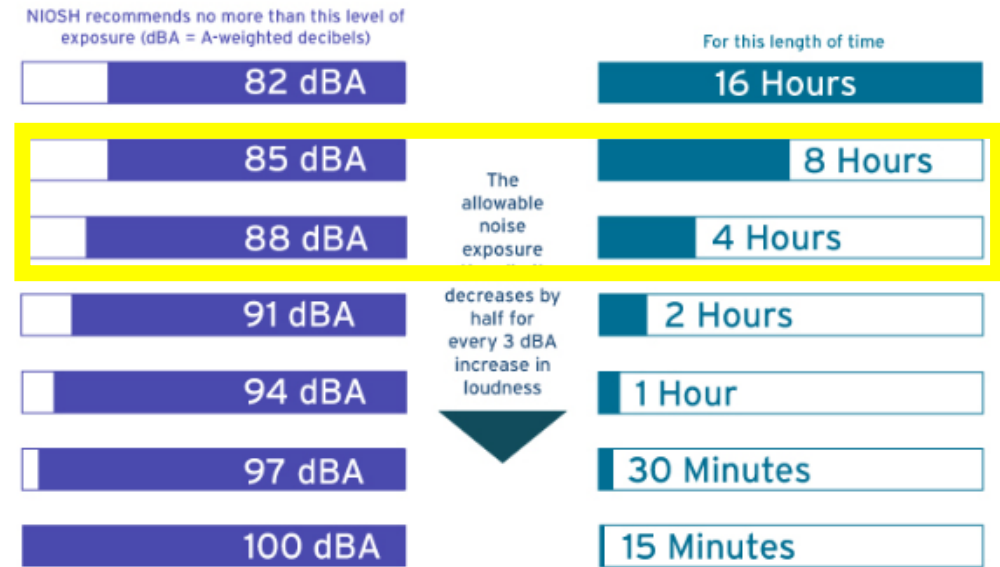 NIOSH recommends no more than this level of
exposure (dBA = A-weighted decibels)
For this length of time
82 dBA
16 Hours
85 dBA
8 Hours
88 dBA
4 Hours
The
allowable
noise
exposure
decreases by
half for
every 3 dBA
increase in
loudness
91 dBA
2 Hours
94 dBA
1 Hour
97 dBA
30 Minutes
100 dBA
15 Minutes